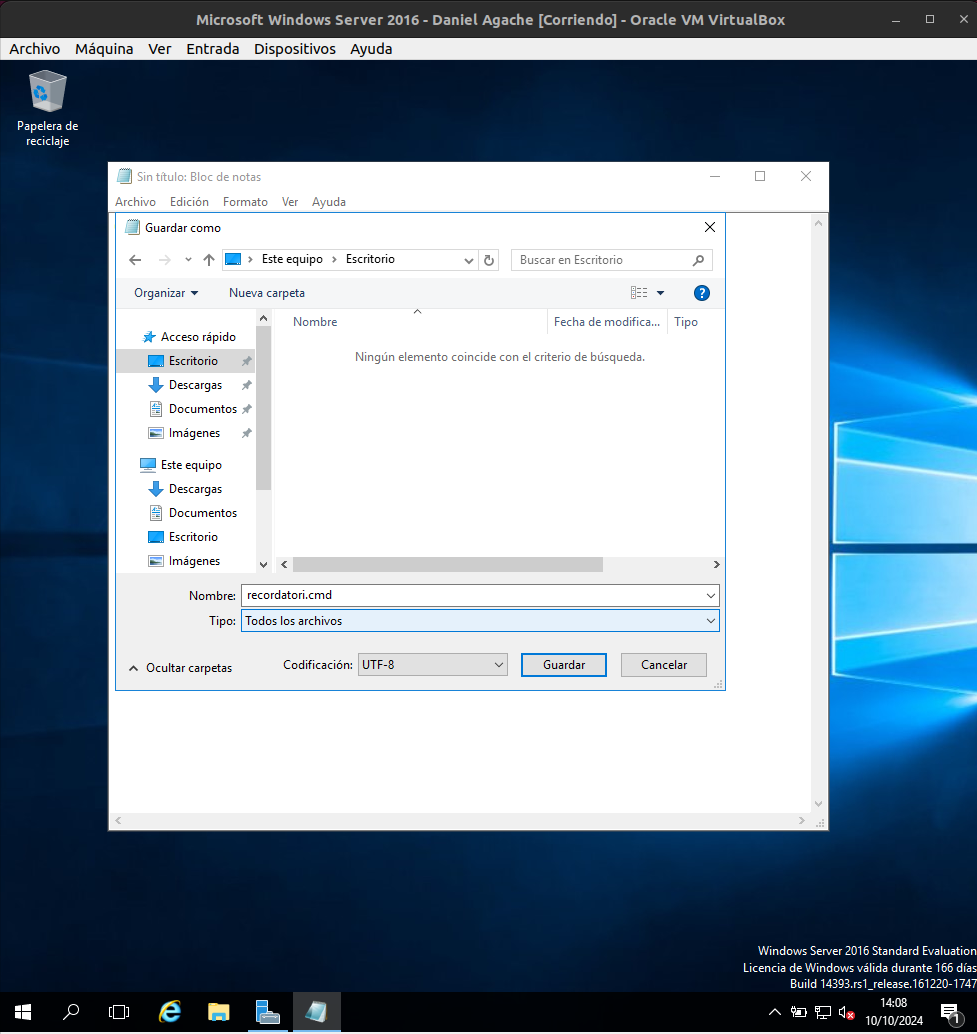 Microsoft Windows Server 2016 - Daniel Agache [Corriendo] - Oracle VM VirtualBox
Archivo Máquina Ver Entrada Dispositivos Ayuda
Papelera de
reciclaje
Sin título: Bloc de notas
Archivo Edición Formato Ver Ayuda
Guardar como
Este equipo Escritorio Buscar en Escritorio
Organizar Nueva carpeta ?
Nombre Fecha de modifica... Tipo
Ningún elemento coincide con el criterio de búsqueda.
Acceso rápido
Escritorio
Descargas
Documentos
Imágenes
Este equipo
Descargas
Documentos
Escritorio
Imágenes
Nombre: recordatori.cmd
Tipo: Todos los archivos
Ocultar carpetas Codificación: UTF-8 Guardar Cancelar
Windows Server 2016 Standard Evaluation
Licencia de Windows válida durante 166 días
Build 14393.rs1_release.161220-1747
14:08
10/10/2024
1